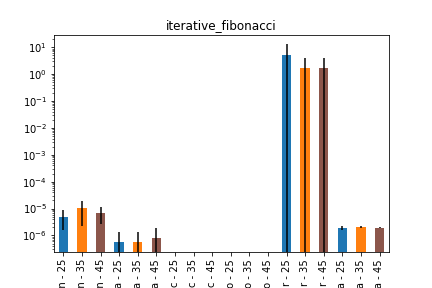 iterative_fibonacci
10¹
10⁰
10⁻¹
10⁻²
10⁻³
10⁻⁴
10⁻⁵
10⁻⁶
n - 25
n - 35
n - 45
a - 25
a - 35
a - 45
c - 25
c - 35
c - 45
o - 25
o - 35
o - 45
r - 25
r - 35
r - 45
a - 25
a - 35
a - 45